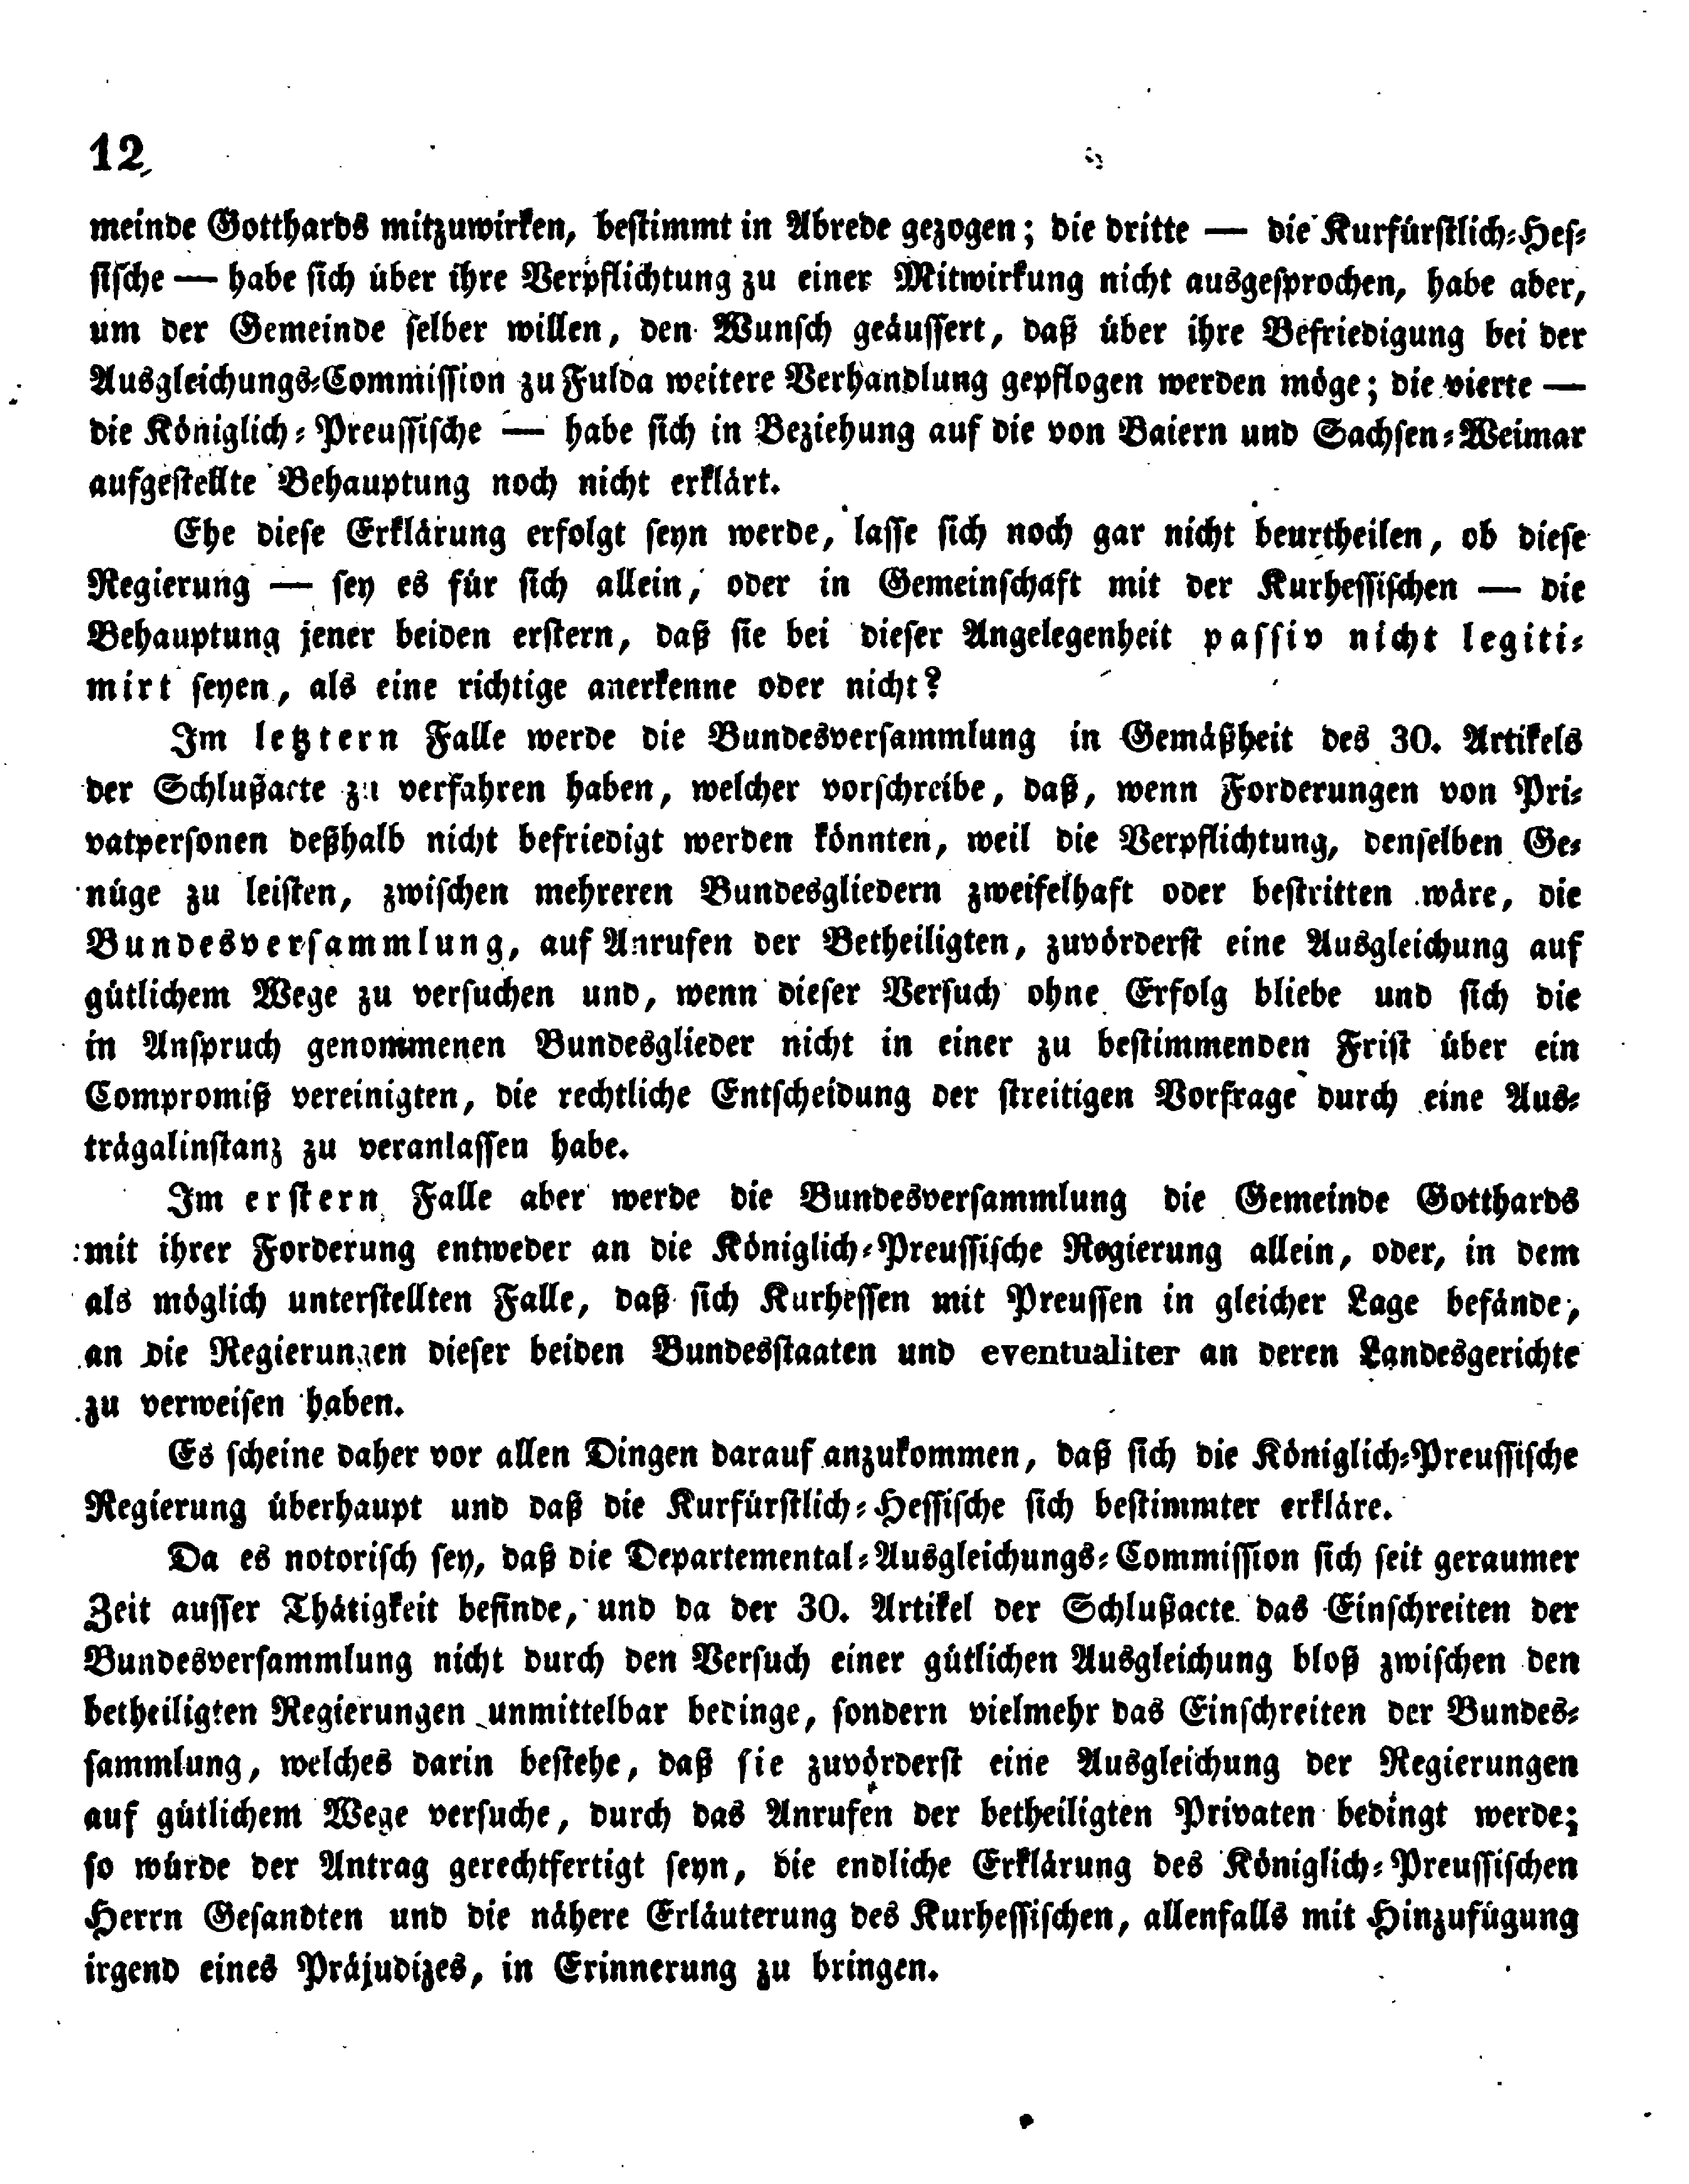 12
meinde Gotthards mitzuwirken, bestimmt in Abrede gezogen; die dritte — die Kurfürstlich-Hes-
sische — habe sich über ihre Verpflichtung zu einer Mitwirkung nicht ausgesprochen, habe aber,
um der Gemeinde selber willen, den Wunsch geäussert, daß über ihre Befriedigung bei der
Ausgleichungs-Commission zu Fulda weitere Verhandlung gepflogen werden möge; die vierte —
die Königlich-Preussische — habe sich in Beziehung auf die von Baiern und Sachsen-Weimar
aufgestellte Behauptung noch nicht erklärt.
Ehe diese Erklärung erfolgt seyn werde, lasse sich noch gar nicht beurtheilen, ob diese
Regierung — sey es für sich allein, oder in Gemeinschaft mit der Kurhessischen — die
Behauptung jener beiden erstern, daß sie bei dieser Angelegenheit passiv nicht legiti-
mirt seyen, als eine richtige anerkenne oder nicht?
Im letztern Falle werde die Bundesversammlung in Gemäßheit des 30. Artikels
der Schlußacte zu verfahren haben, welcher vorschreibe, daß, wenn Forderungen von Pri-
vatpersonen deßhalb nicht befriedigt werden könnten, weil die Verpflichtung, denselben Ge-
nüge zu leisten, zwischen mehreren Bundesgliedern zweifelhaft oder bestritten wäre, die
Bundesversammlung, auf Anrufen der Betheiligten, zuvörderst eine Ausgleichung auf
gütlichem Wege zu versuchen und, wenn dieser Versuch ohne Erfolg bliebe und sich die
in Anspruch genommenen Bundesglieder nicht in einer zu bestimmenden Frist über ein
Compromiß vereinigten, die rechtliche Entscheidung der streitigen Vorfrage durch eine Aus-
trägalinstanz zu veranlassen habe.
Im erstern Falle aber werde die Bundesversammlung die Gemeinde Gotthards
mit ihrer Forderung entweder an die Königlich-Preussische Regierung allein, oder, in dem
als möglich unterstellten Falle, daß sich Kurhessen mit Preussen in gleicher Lage befände,
an die Regierungen dieser beiden Bundesstaaten und eventualiter an deren Landesgerichte
zu verweisen haben.
Es scheine daher vor allen Dingen darauf anzukommen, daß sich die Königlich-Preussische
Regierung überhaupt und daß die Kurfürstlich-Hessische sich bestimmter erkläre.
Da es notorisch sey, daß die Departemental-Ausgleichungs-Commission sich seit geraumer
Zeit ausser Thätigkeit befinde, und da der 30. Artikel der Schlußacte das Einschreiten der
Bundesversammlung nicht durch den Versuch einer gütlichen Ausgleichung bloß zwischen den
betheiligten Regierungen unmittelbar bedinge, sondern vielmehr das Einschreiten der Bundes-
sammlung, welches darin bestehe, daß sie zuvörderst eine Ausgleichung der Regierungen
auf gütlichem Wege versuche, durch das Anrufen der betheiligten Privaten bedingt werde;
so würde der Antrag gerechtfertigt seyn, die endliche Erklärung des Königlich-Preussischen
Herrn Gesandten und die nähere Erläuterung des Kurhessischen, allenfalls mit Hinzufügung
irgend eines Präjudizes, in Erinnerung zu bringen.